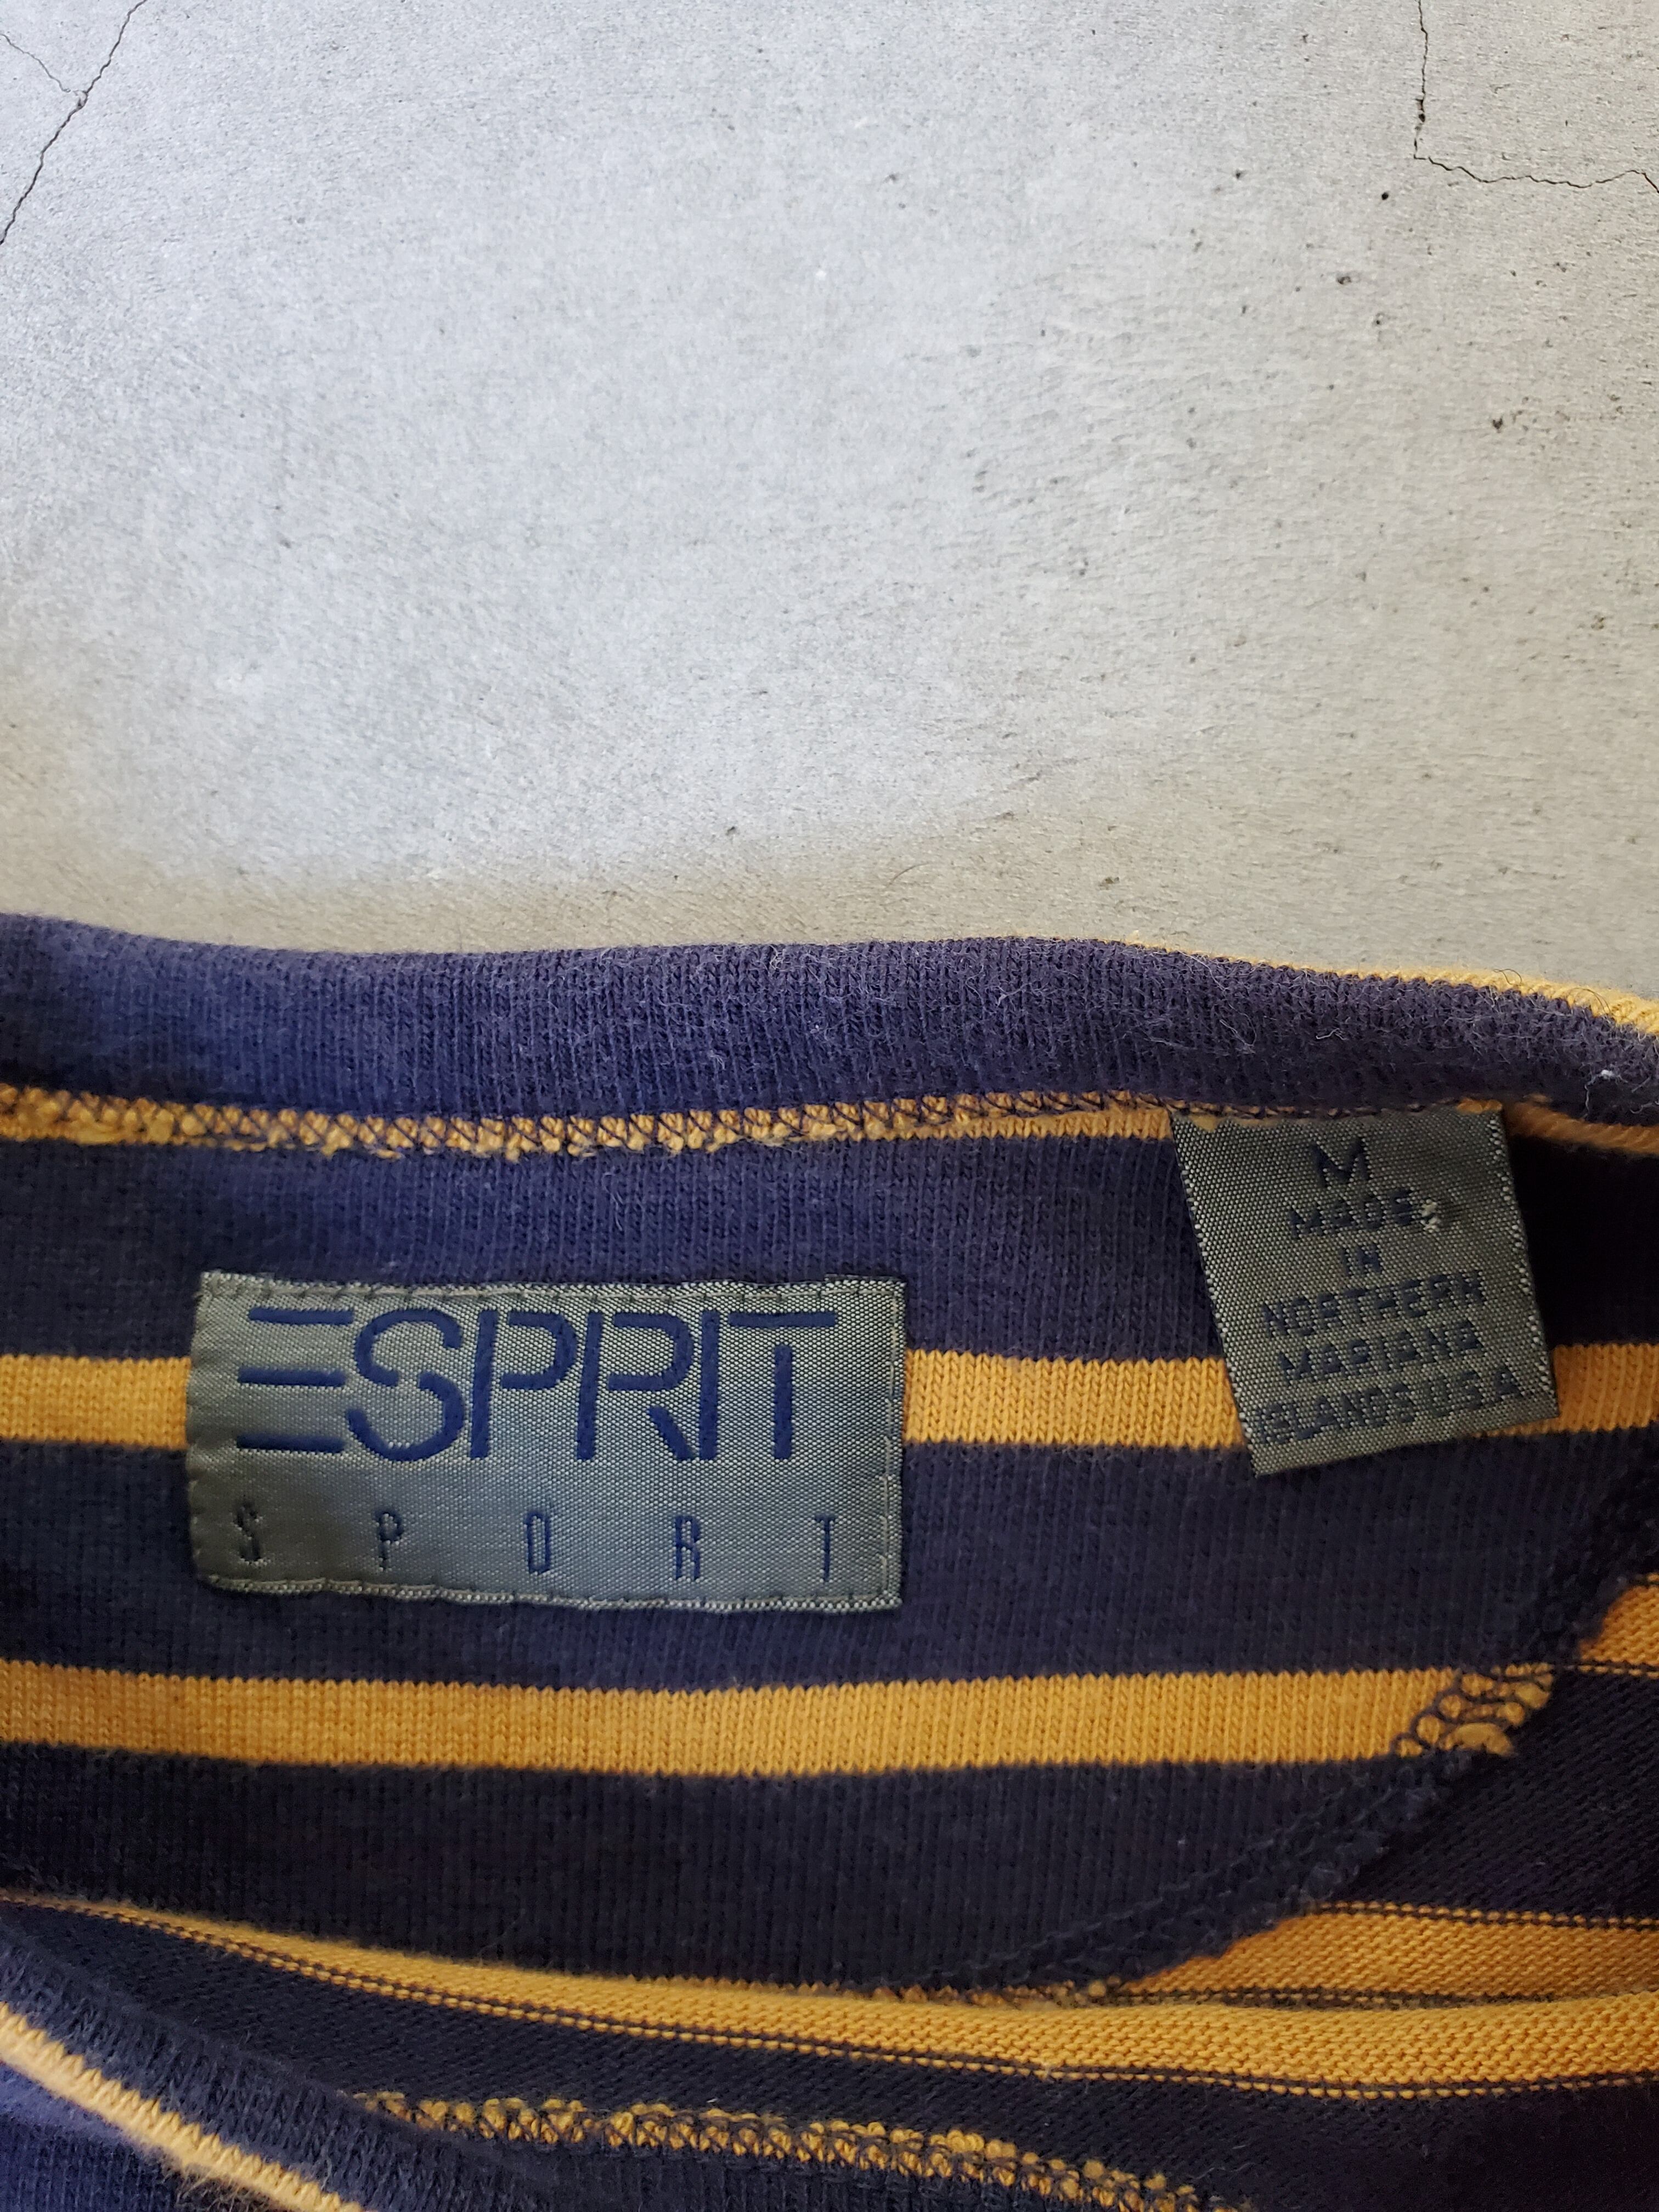 ESPRIT
SPORT
M
MADE
IN
NORTHERN
MARIANA
ISLANDS U.S.A